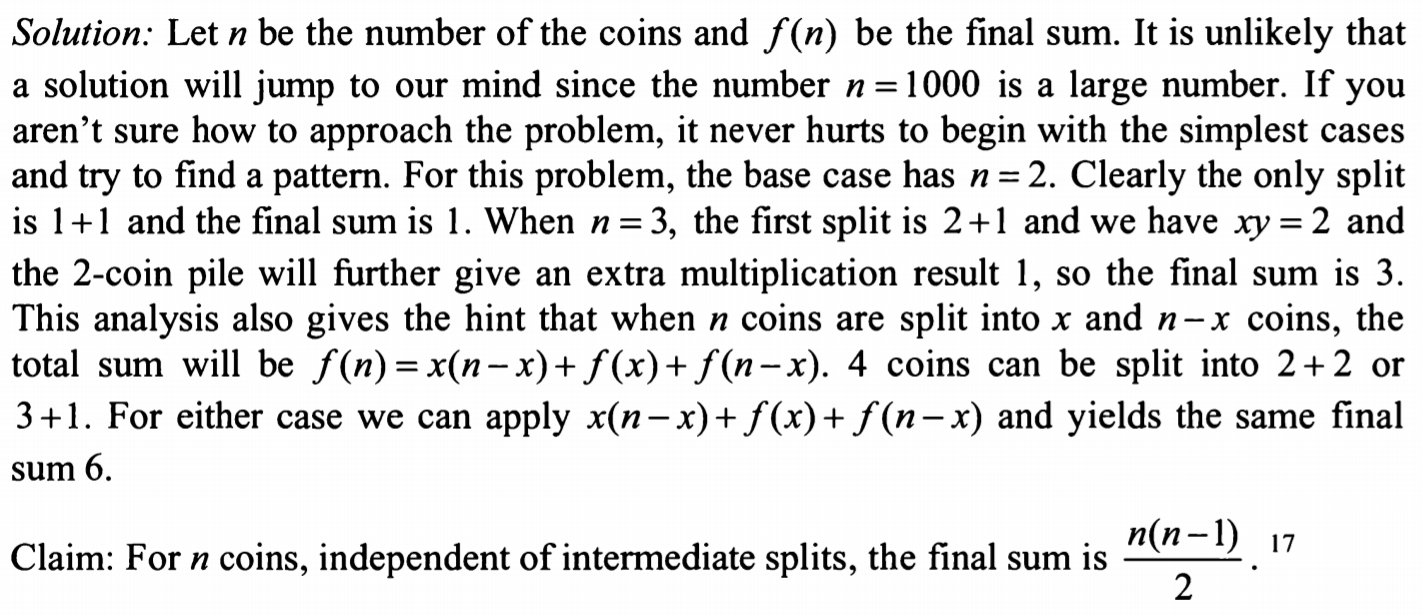 Solution: Let n be the number of the coins and f(n) be the final sum. It is unlikely that
a solution will jump to our mind since the number n = 1000 is a large number. If you
aren't sure how to approach the problem, it never hurts to begin with the simplest cases
and try to find a pattern. For this problem, the base case has n = 2. Clearly the only split
is 1+1 and the final sum is 1. When n = 3, the first split is 2+1 and we have xy = 2 and
the 2-coin pile will further give an extra multiplication result 1, so the final sum is 3.
This analysis also gives the hint that when n coins are split into x and n−x coins, the
total sum will be f(n) = x(n−x)+ f(x)+ f(n−x). 4 coins can be split into 2+2 or
3+1. For either case we can apply x(n−x)+ f(x)+ f(n−x) and yields the same final
sum 6.
Claim: For n coins, independent of intermediate splits, the final sum is n(n−1)/2. 17